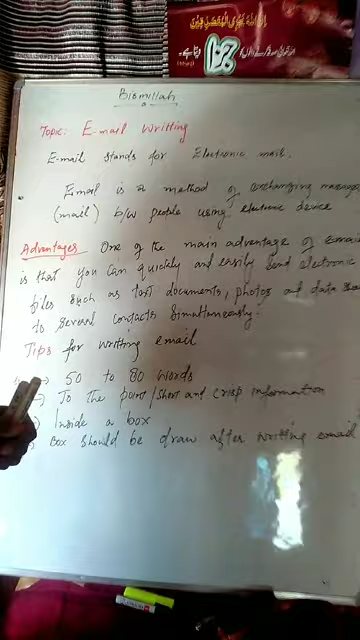 Bismillah
Topic: E-mail writting
E-mail stands for Electronic mail.
Email is a method of exchanging
(mail) b/w people using electronic device
Advantages One of the main advantage of Email
is that you can quickly and easily send electronic
files such as text documents, photos and data
to several contacts simultaneously.
Tips for writting email
→ 50 to 80 words
→ To the point/short and crisp information
Inside a box
Box should be draw after writting email